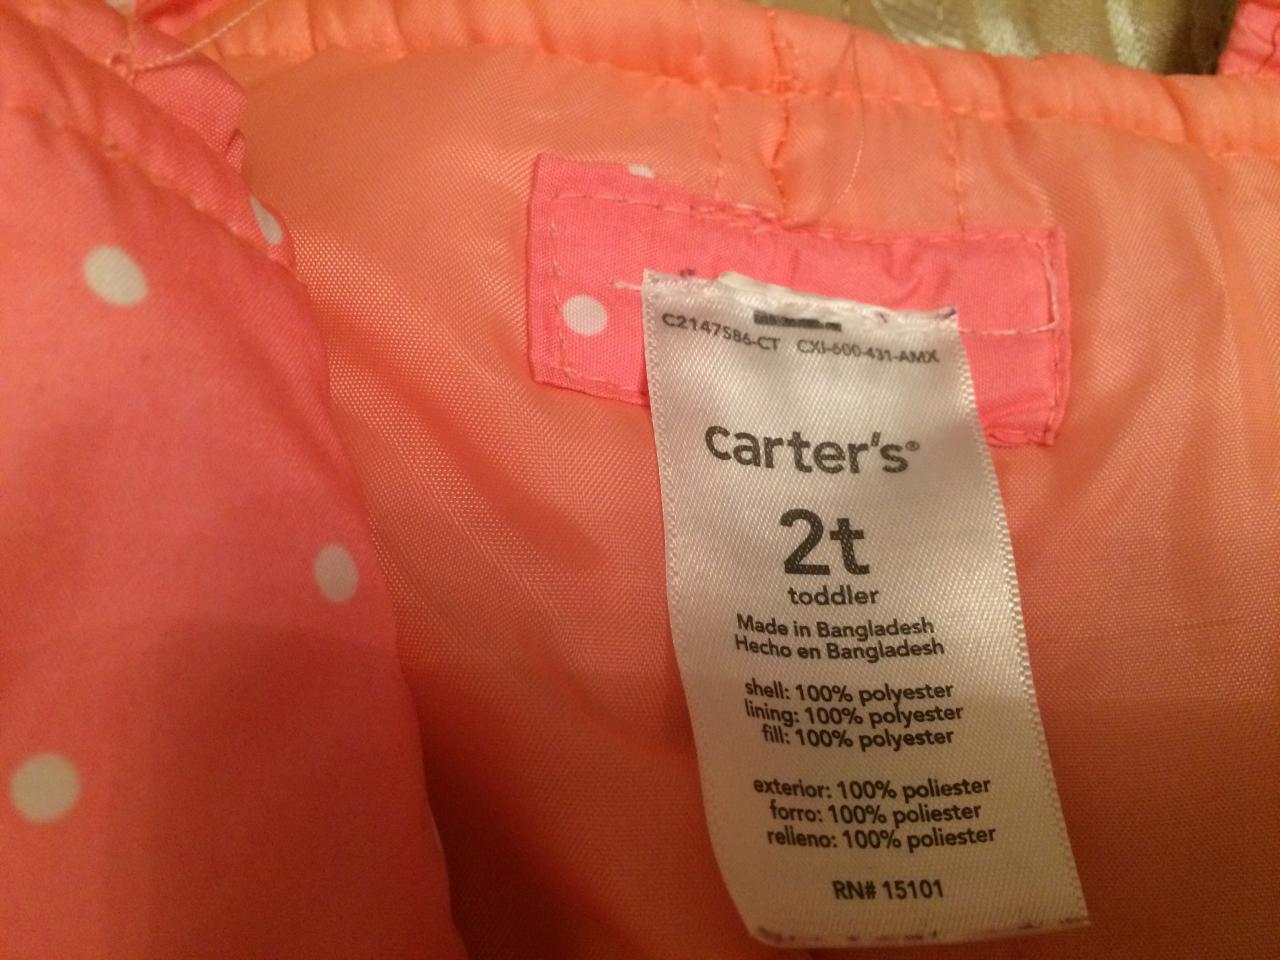 C2147S86-CT CXI-600-431-AMX
carter's®
2t
toddler
Made in Bangladesh
Hecho en Bangladesh
shell: 100% polyester
lining: 100% polyester
fill: 100% polyester
exterior: 100% poliester
forro: 100% poliester
relleno: 100% poliester
RN# 15101